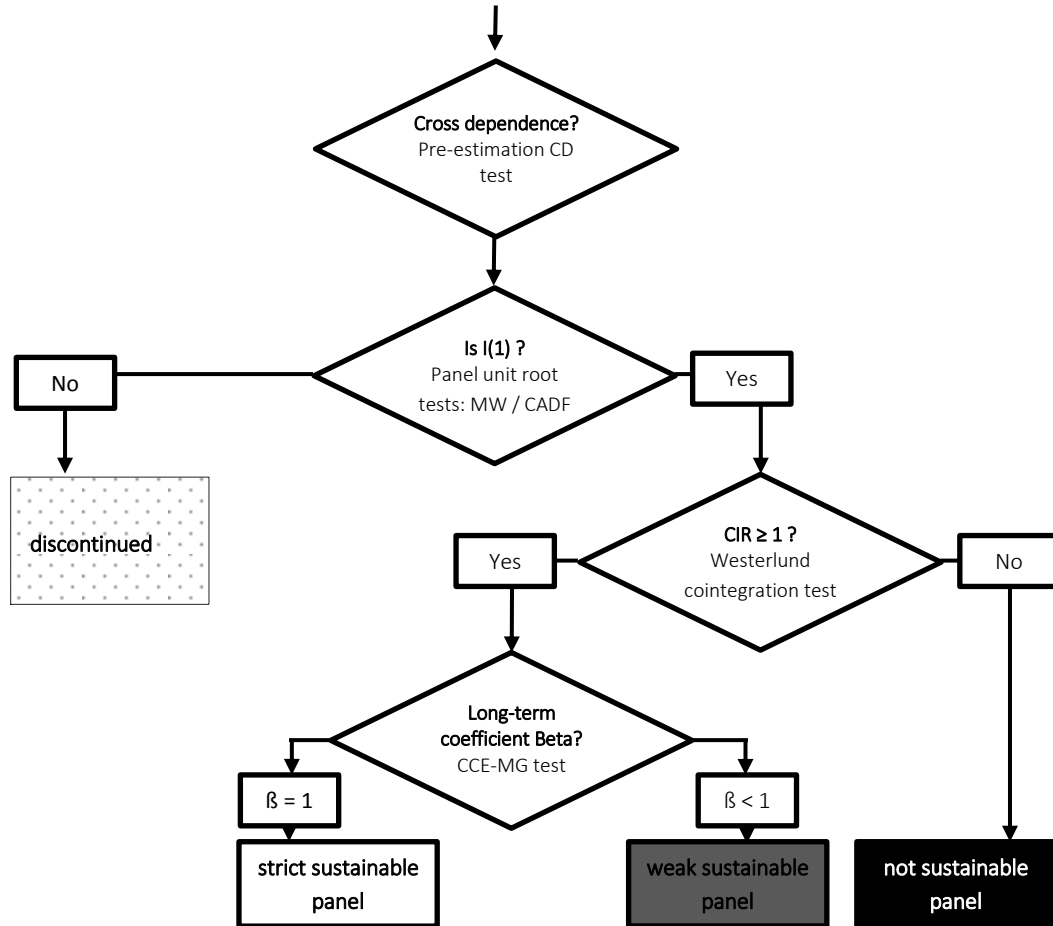 Cross dependence?
Pre-estimation CD
test
Is I(1) ?
Panel unit root
tests: MW / CADF
No
Yes
discontinued
CIR ≥ 1 ?
Westerlund
cointegration test
Yes
No
Long-term
coefficient Beta?
CCE-MG test
ß = 1
ß < 1
strict sustainable
panel
weak sustainable
panel
not sustainable
panel